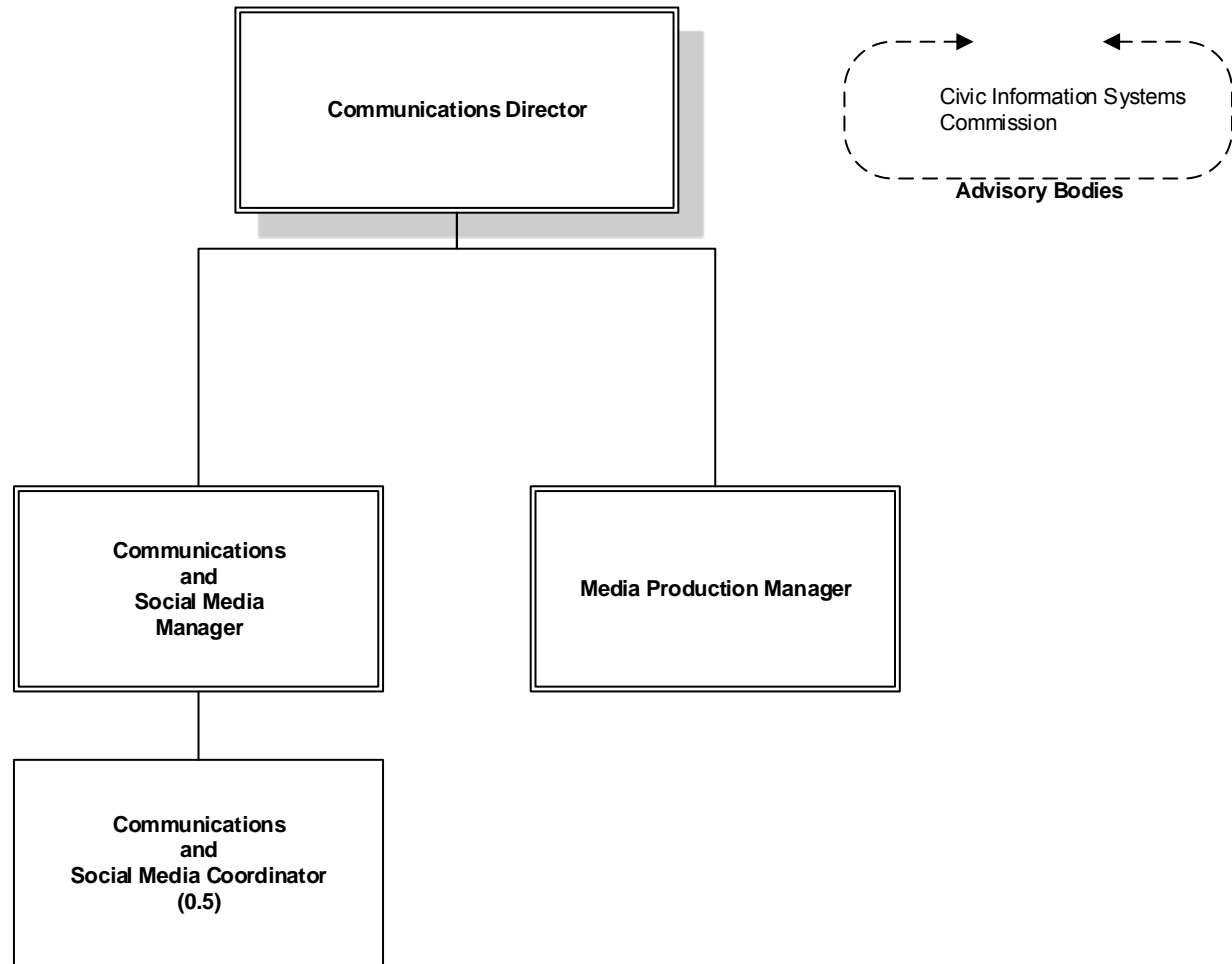 Communications Director
Civic Information Systems
Commission
Advisory Bodies
Communications
and
Social Media
Manager
Media Production Manager
Communications
and
Social Media Coordinator
(0.5)